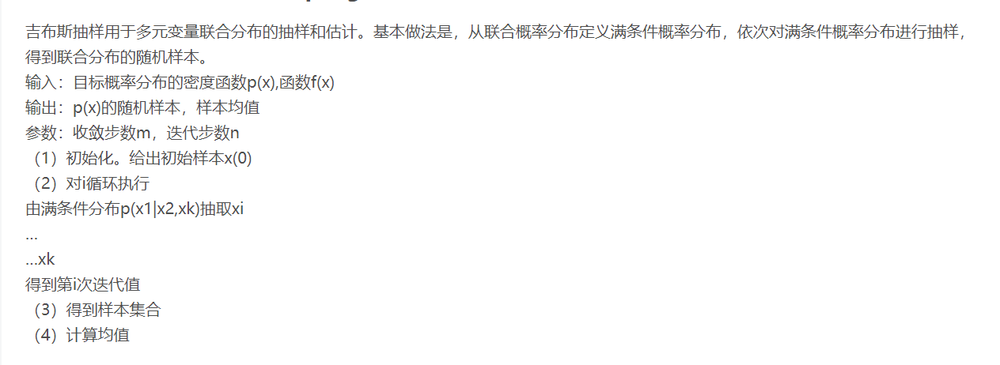 吉布斯抽样用于多元变量联合分布的抽样和估计。基本做法是，从联合概率分布定义满条件概率分布，依次对满条件概率分布进行抽样，
得到联合分布的随机样本。
输入：目标概率分布的密度函数p(x),函数f(x)
输出：p(x)的随机样本，样本均值
参数：收敛步数m，迭代步数n
（1）初始化。给出初始样本x(0)
（2）对i循环执行
由满条件分布p(x1|x2,xk)抽取xi
...
...xk
得到第i次迭代值
（3）得到样本集合
（4）计算均值